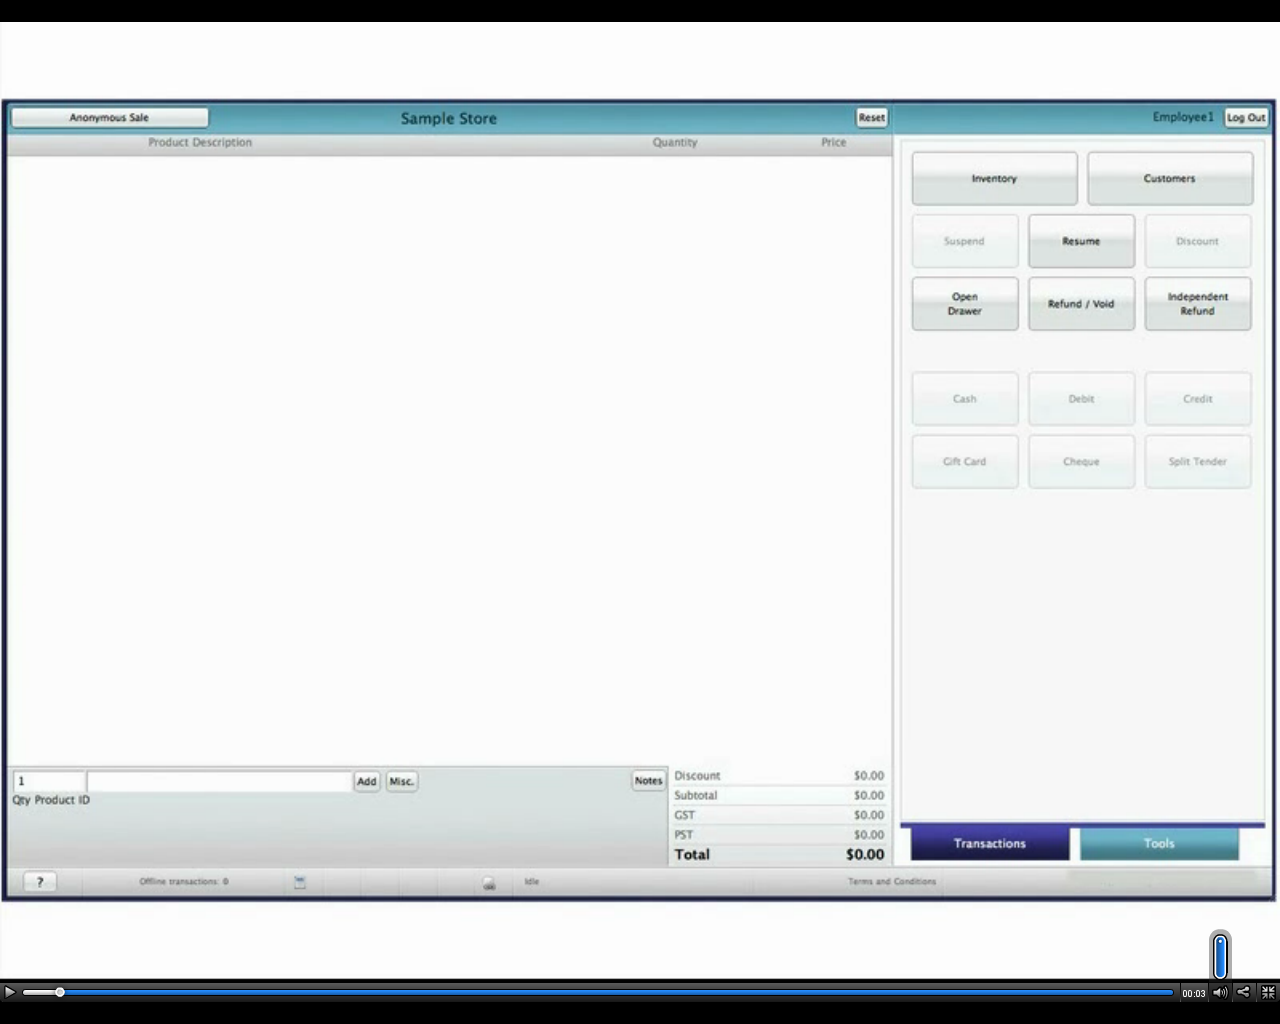 Anonymous Sale Sample Store Reset Employee1 Log Out
Product Description Quantity Price
Inventory Customers
Suspend Resume Discount
Open Drawer Refund / Void Independent Refund
Cash Debit Credit
Gift Card Cheque Split Tender
1 Add Misc. Notes
Qty Product ID
Discount $0.00
Subtotal $0.00
GST $0.00
PST $0.00
Total $0.00
Transactions Tools
? Offline transactions: 0 Idle Terms and Conditions
00:03